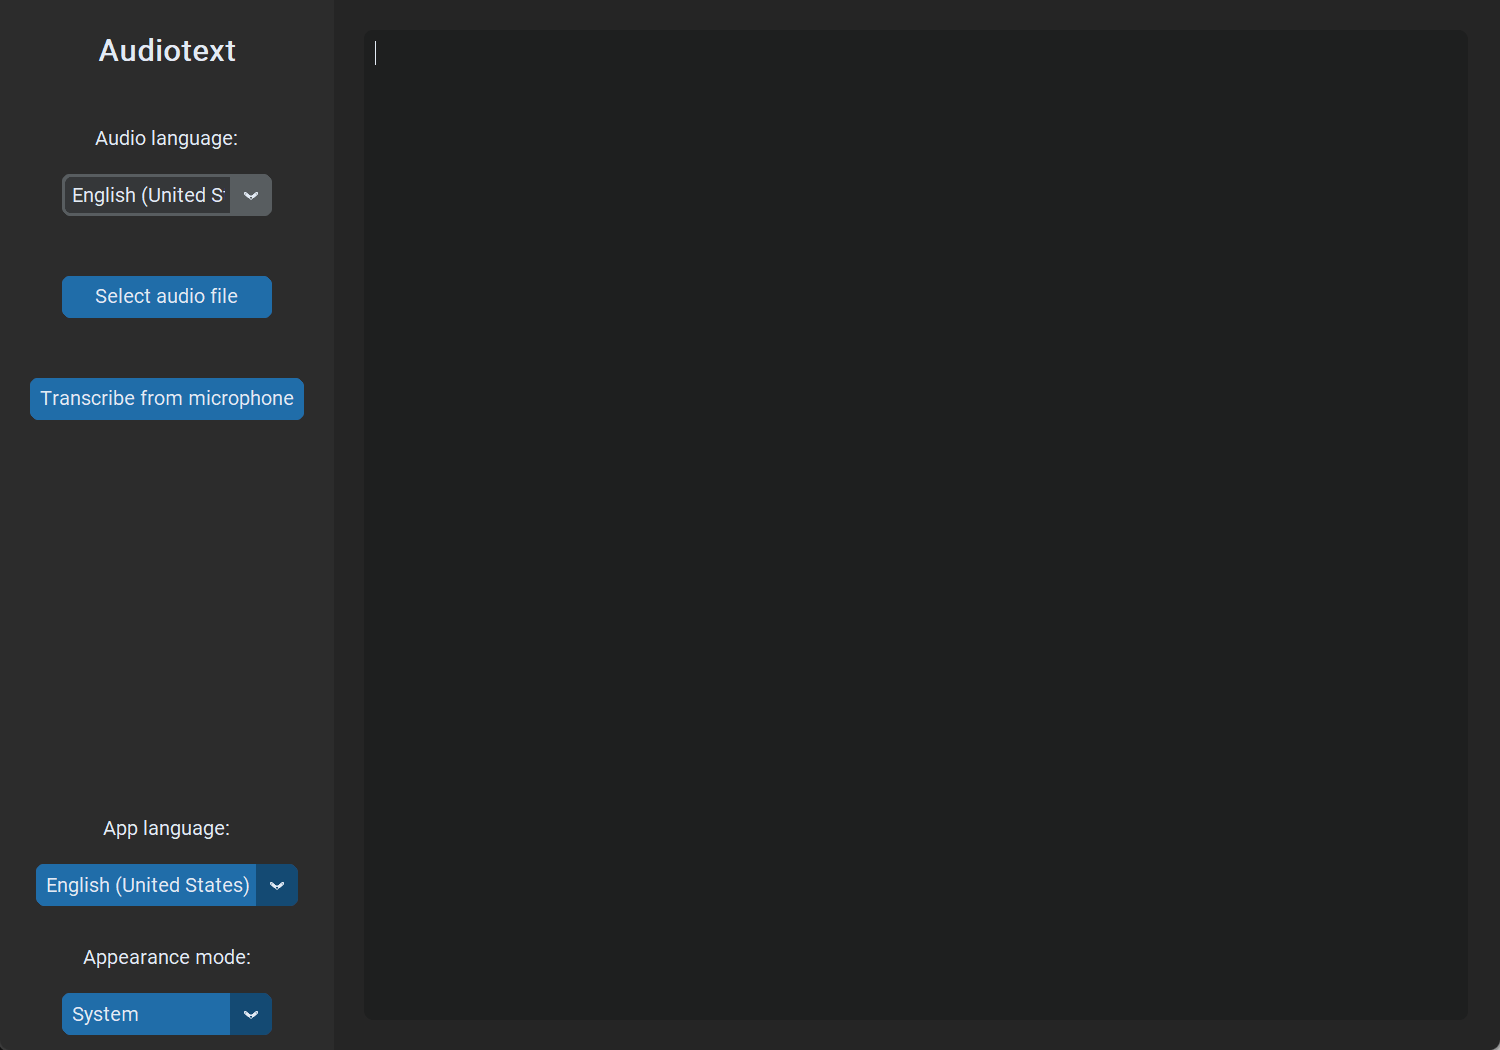 Audiotext
Audio language:
English (United S
Select audio file
Transcribe from microphone
App language:
English (United States)
Appearance mode:
System